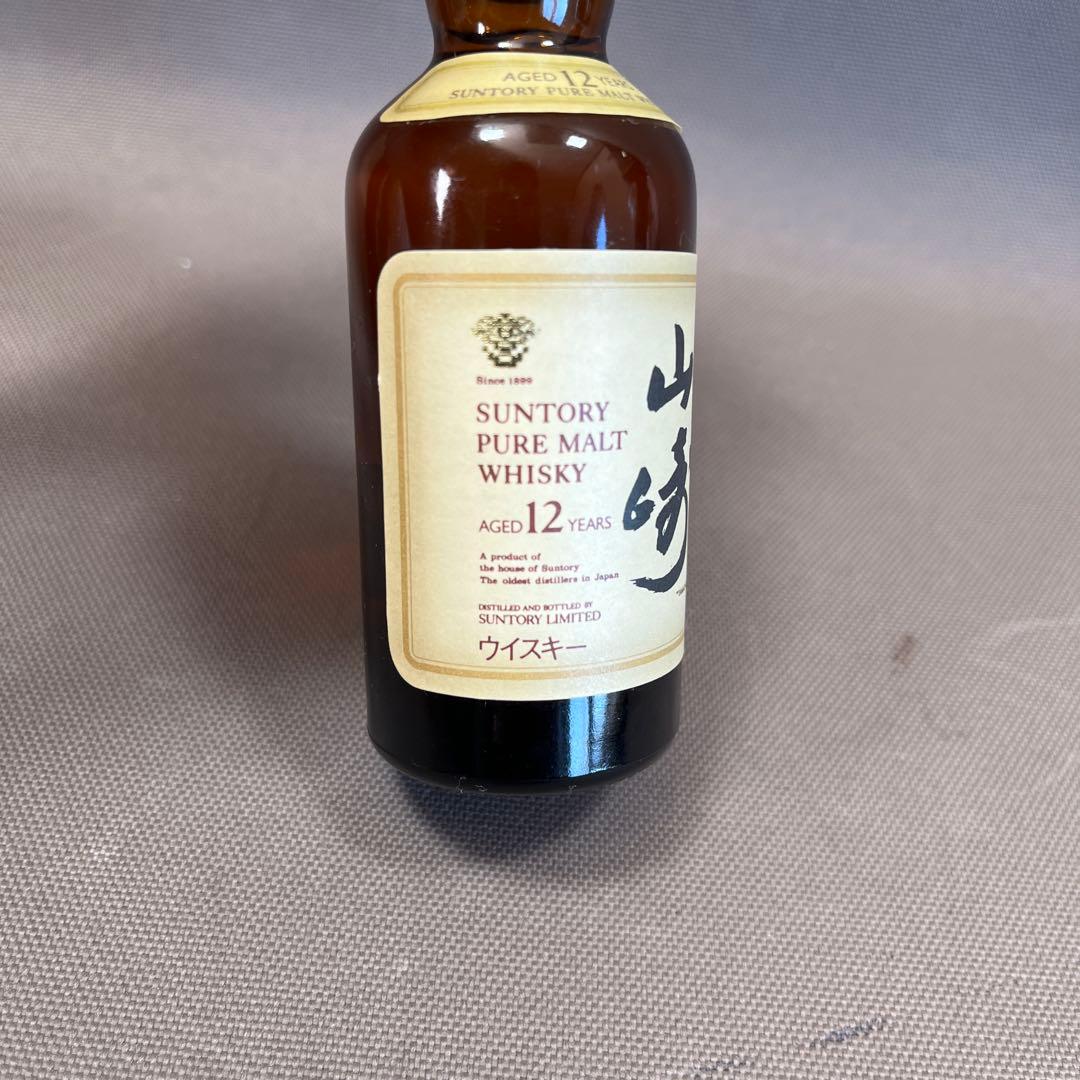 AGED 12 YEARS
SUNTORY PURE MALT
Since 1899
SUNTORY
PURE MALT
WHISKY
AGED 12 YEARS
A product of
the house of Suntory
The oldest distillers in Japan
DISTILLED AND BOTTLED BY
SUNTORY LIMITED
ウイスキー
山崎